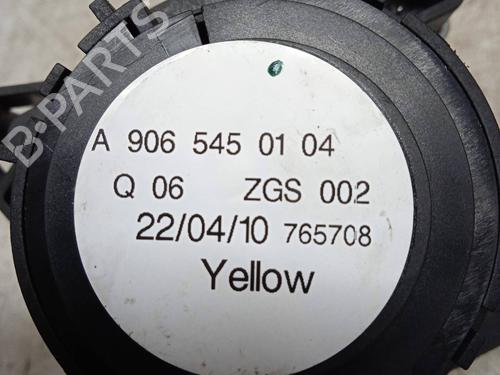 B-PARTS
A 906 545 01 04
Q 06 ZGS 002
22/04/10 765708
Yellow